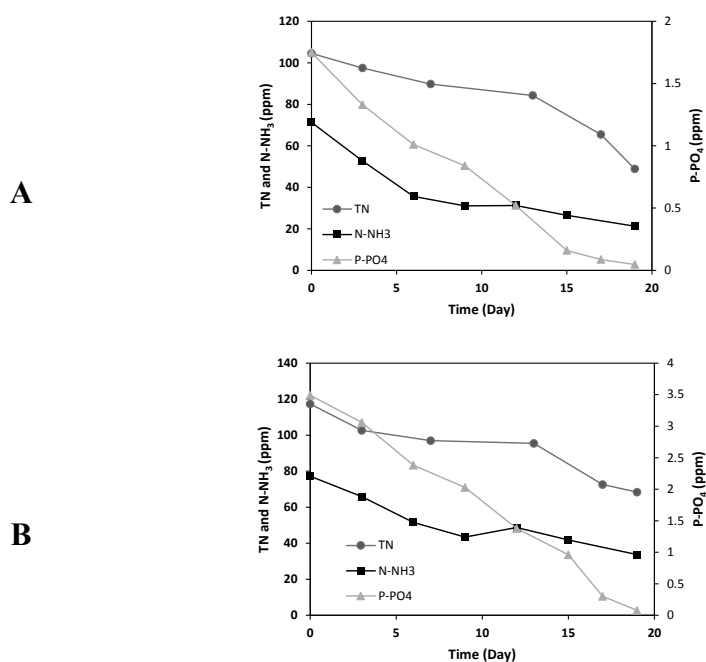 A
120
100
80
60
40
20
0
TN and N-NH₃ (ppm)
2
1.5
1
0.5
0
P-PO₄ (ppm)
TN
N-NH3
P-PO4
0 5 10 15 20
Time (Day)
B
140
120
100
80
60
40
20
0
TN and N-NH₃ (ppm)
4
3.5
3
2.5
2
1.5
1
0.5
0
P-PO₄ (ppm)
TN
N-NH3
P-PO4
0 5 10 15 20
Time (Day)